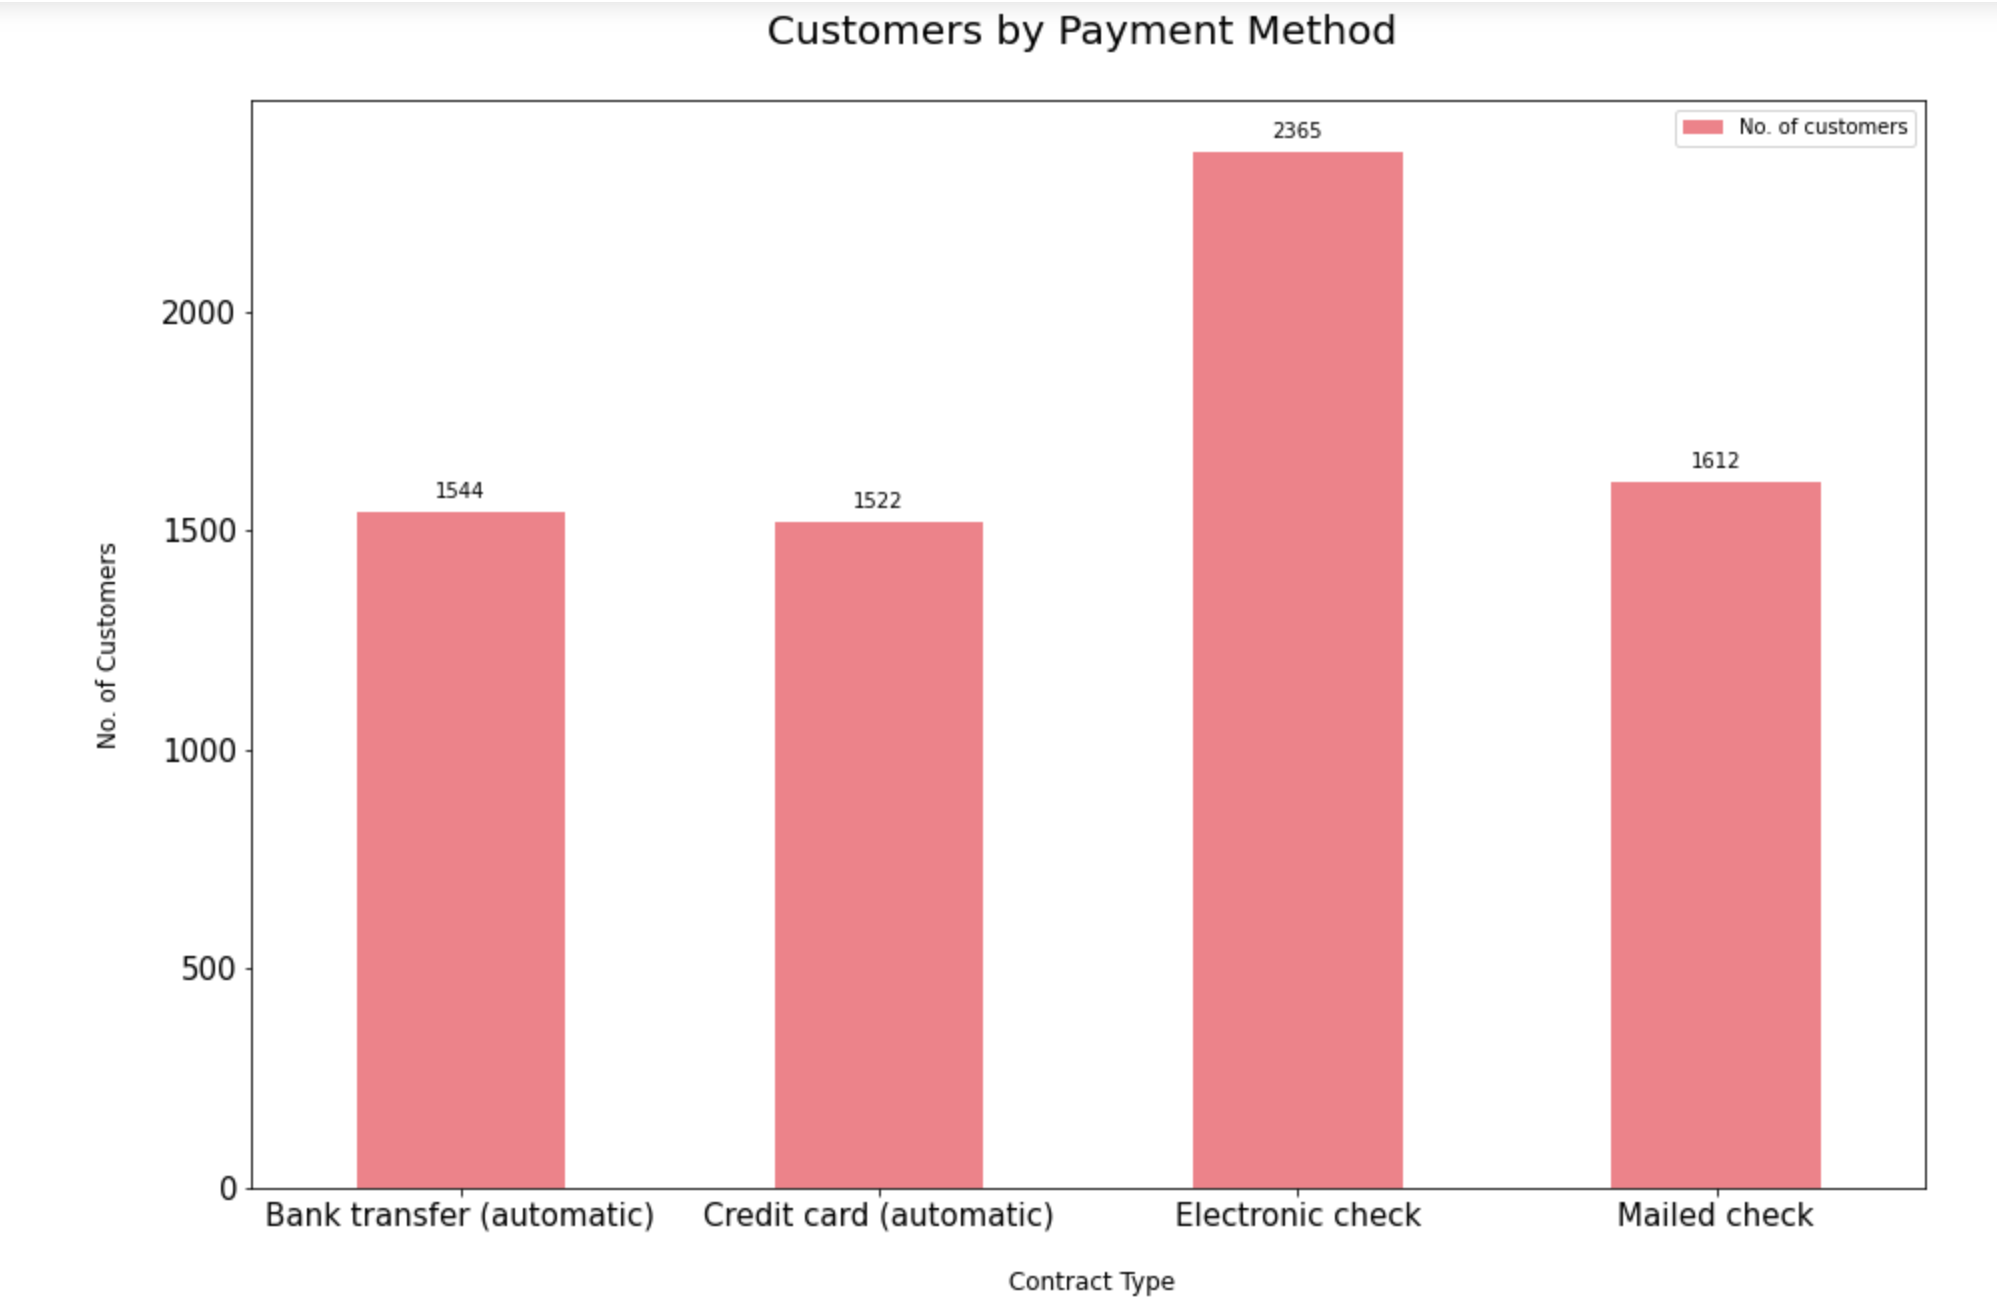 Customers by Payment Method
No. of customers
2365
1612
1544
1522
2000
1500
1000
500
0
No. of Customers
Bank transfer (automatic) Credit card (automatic) Electronic check Mailed check
Contract Type